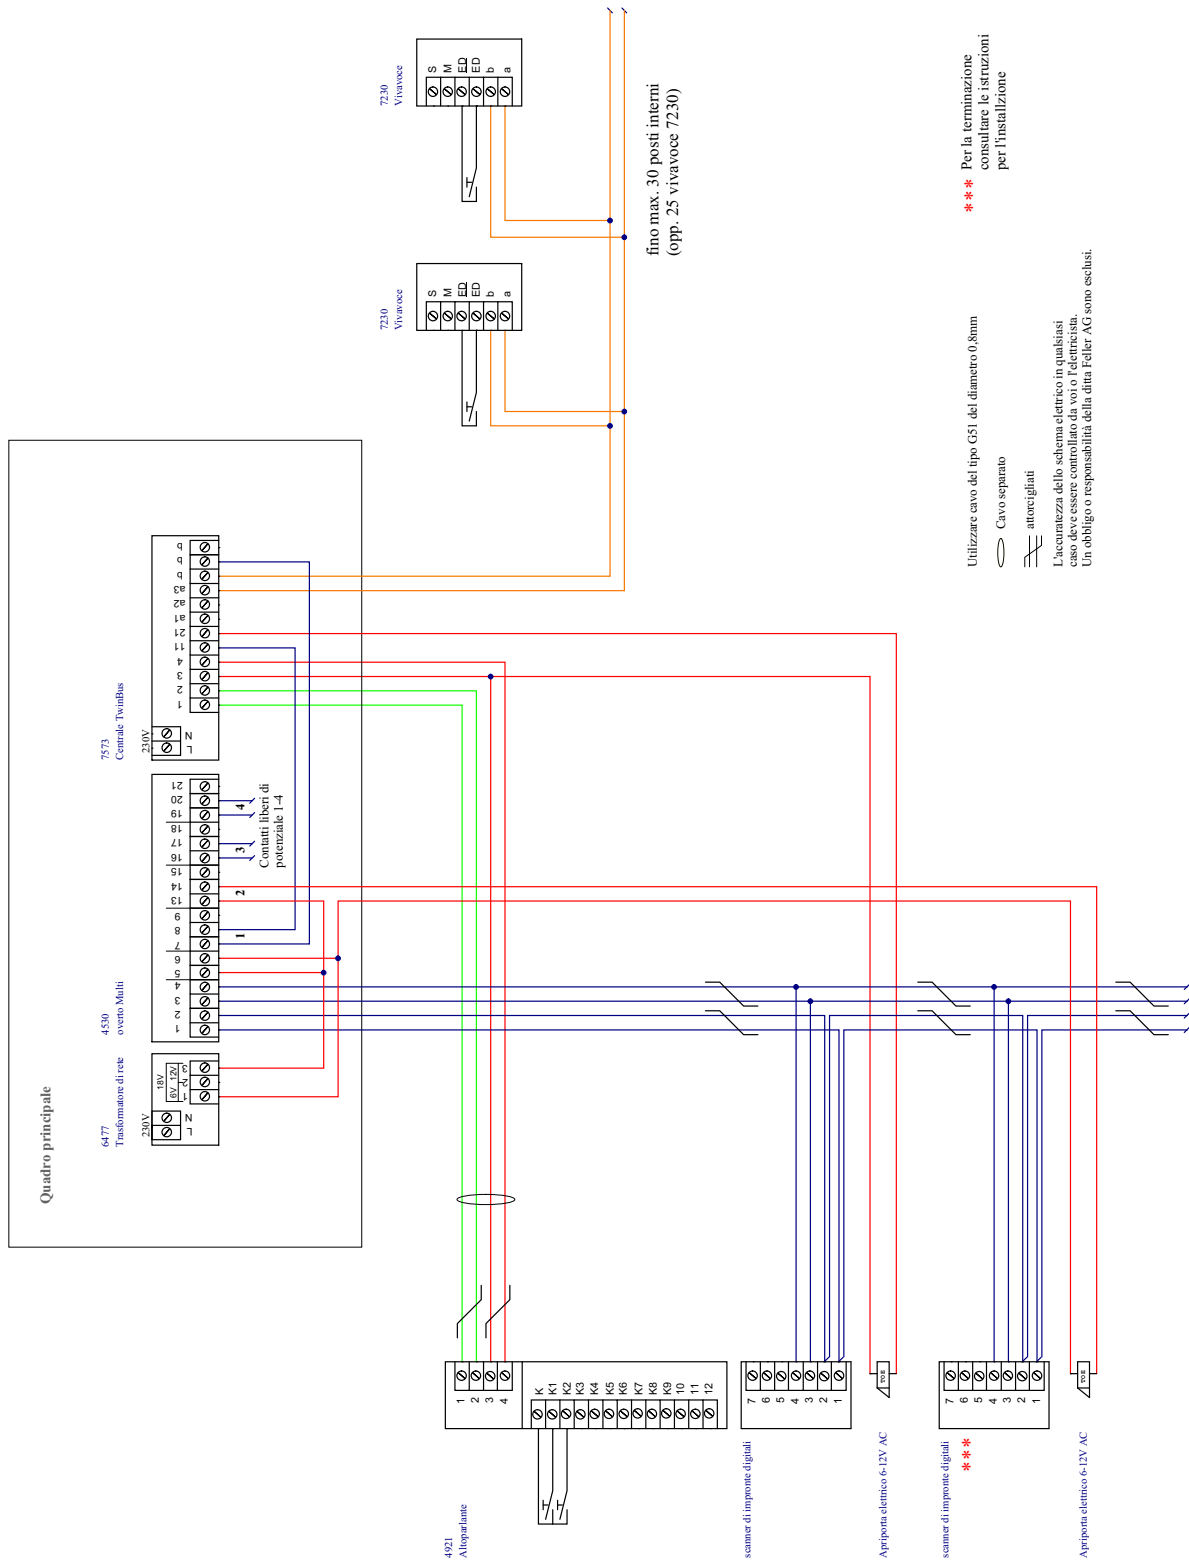 Quadro principale
6477
Trasformatore di rete
230V
L
N
18V
6V
12V
1
2
3
4530
overto Multi
1
2
3
4
5
6
7
8
9
13
14
15
16
17
18
19
20
21
1
2
3
4
Contatti liberi di
potenziale 1-4
7573
Centrale TwinBus
230V
L
N
1
2
3
4
11
21
a1
a2
a3
b
b
b
7230
Vivavoce
S
M
ED
ED
b
a
7230
Vivavoce
S
M
ED
ED
b
a
fino max. 30 posti interni
(opp. 25 vivavoce 7230)
4921
Altoparlante
1
2
3
4
K
K1
K2
K3
K4
K5
K6
K7
K8
K9
10
11
12
scanner di impronte digitali
7
6
5
4
3
2
1
Apriporta elettrico 6-12V AC
TOE
scanner di impronte digitali
***
7
6
5
4
3
2
1
Apriporta elettrico 6-12V AC
TOE
Utilizzare cavo del tipo G51 del diametro 0,8mm
Cavo separato
attorcigliati
L'accuratezza dello schema elettrico in qualsiasi
caso deve essere controllato da voi o l'elettricista.
Un obbligo o responsabilità della ditta Feller AG sono esclusi.
*** Per la terminazione
consultare le istruzioni
per l'installzione